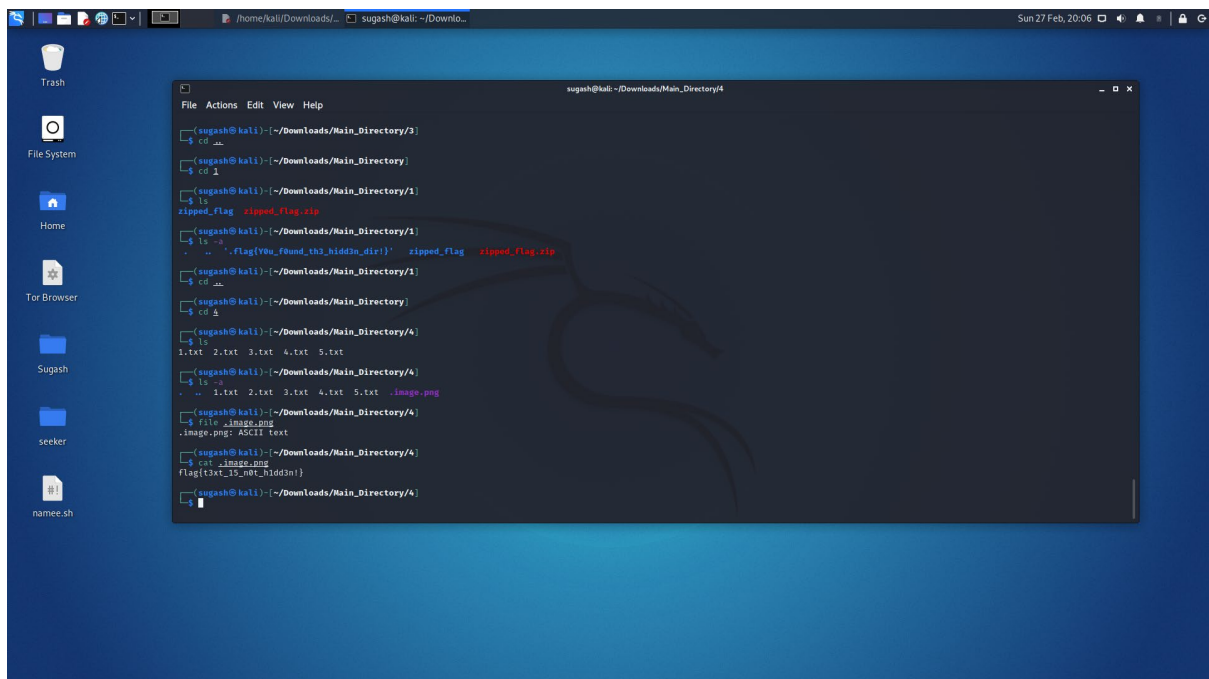 /home/kali/Downloads/... sugash@kali: ~/Downlo... Sun 27 Feb, 20:06
Trash
File System
Home
Tor Browser
Sugash
seeker
#!
namee.sh
sugash@kali: ~/Downloads/Main_Directory/4
File Actions Edit View Help
┌──(sugash㉿kali)-[~/Downloads/Main_Directory/3]
└─$ cd ..
┌──(sugash㉿kali)-[~/Downloads/Main_Directory]
└─$ cd 1
┌──(sugash㉿kali)-[~/Downloads/Main_Directory/1]
└─$ ls
zipped_flag zipped_flag.zip
┌──(sugash㉿kali)-[~/Downloads/Main_Directory/1]
└─$ ls -a
. .. '.flag{Y0u_f0und_th3_hidd3n_dir!}' zipped_flag zipped_flag.zip
┌──(sugash㉿kali)-[~/Downloads/Main_Directory/1]
└─$ cd ..
┌──(sugash㉿kali)-[~/Downloads/Main_Directory]
└─$ cd 4
┌──(sugash㉿kali)-[~/Downloads/Main_Directory/4]
└─$ ls
1.txt 2.txt 3.txt 4.txt 5.txt
┌──(sugash㉿kali)-[~/Downloads/Main_Directory/4]
└─$ ls -a
. .. 1.txt 2.txt 3.txt 4.txt 5.txt .image.png
┌──(sugash㉿kali)-[~/Downloads/Main_Directory/4]
└─$ file .image.png
.image.png: ASCII text
┌──(sugash㉿kali)-[~/Downloads/Main_Directory/4]
└─$ cat .image.png
flag{t3xt_15_n0t_h1dd3n!}
┌──(sugash㉿kali)-[~/Downloads/Main_Directory/4]
└─$